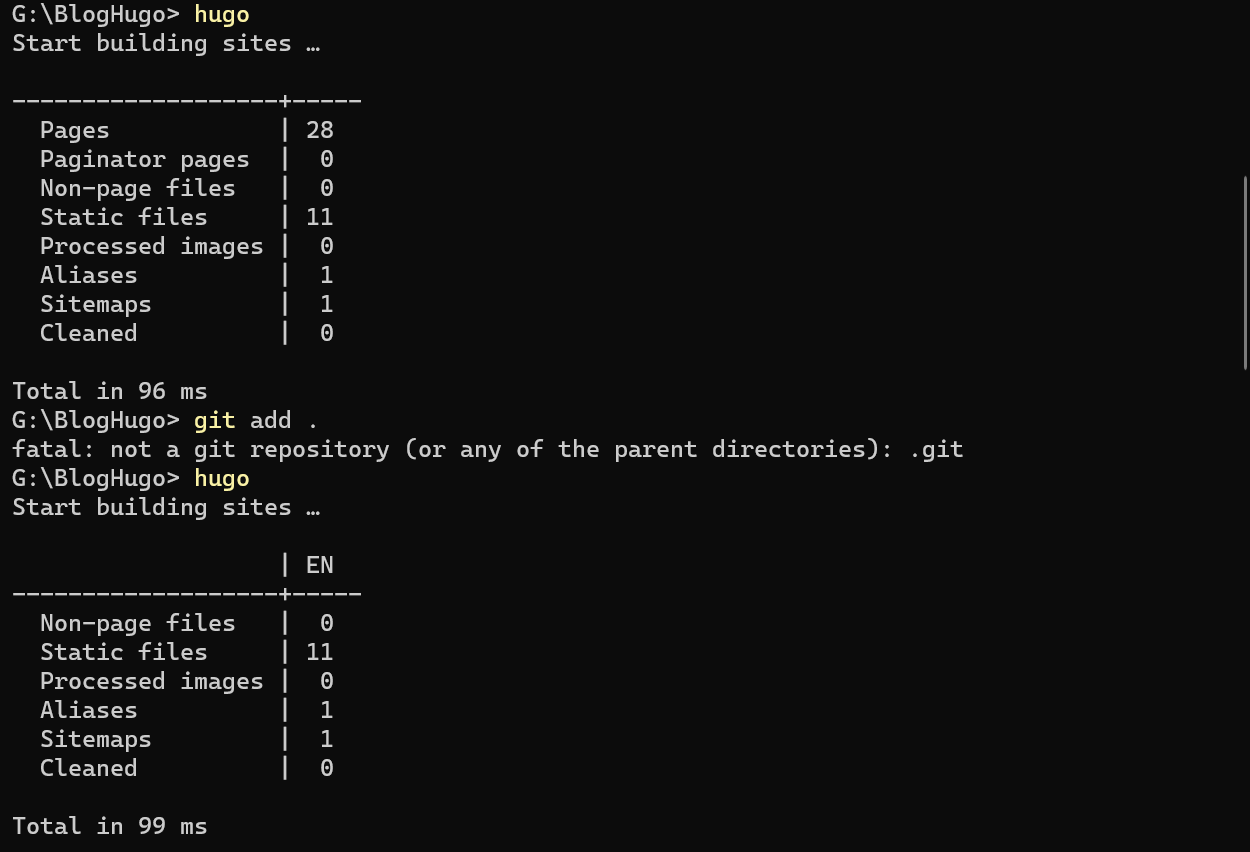 G:\BlogHugo> hugo
Start building sites …
-------------------+-----
Pages | 28
Paginator pages | 0
Non-page files | 0
Static files | 11
Processed images | 0
Aliases | 1
Sitemaps | 1
Cleaned | 0
Total in 96 ms
G:\BlogHugo> git add .
fatal: not a git repository (or any of the parent directories): .git
G:\BlogHugo> hugo
Start building sites …
| EN
-------------------+-----
Non-page files | 0
Static files | 11
Processed images | 0
Aliases | 1
Sitemaps | 1
Cleaned | 0
Total in 99 ms